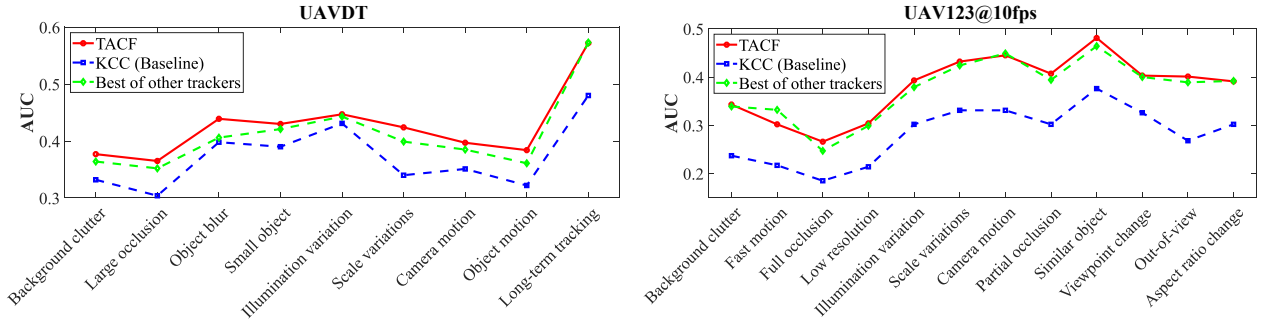 UAVDT
AUC
0.6
0.5
0.4
0.3
TACF
KCC (Baseline)
Best of other trackers
Background clutter
Large occlusion
Object blur
Small object
Illumination variation
Scale variations
Camera motion
Object motion
Long-term tracking
UAV123@10fps
AUC
0.5
0.4
0.3
0.2
TACF
KCC (Baseline)
Best of other trackers
Background clutter
Fast motion
Full occlusion
Low resolution
Illumination variation
Scale variations
Camera motion
Partial occlusion
Similar object
Viewpoint change
Out-of-view
Aspect ratio change